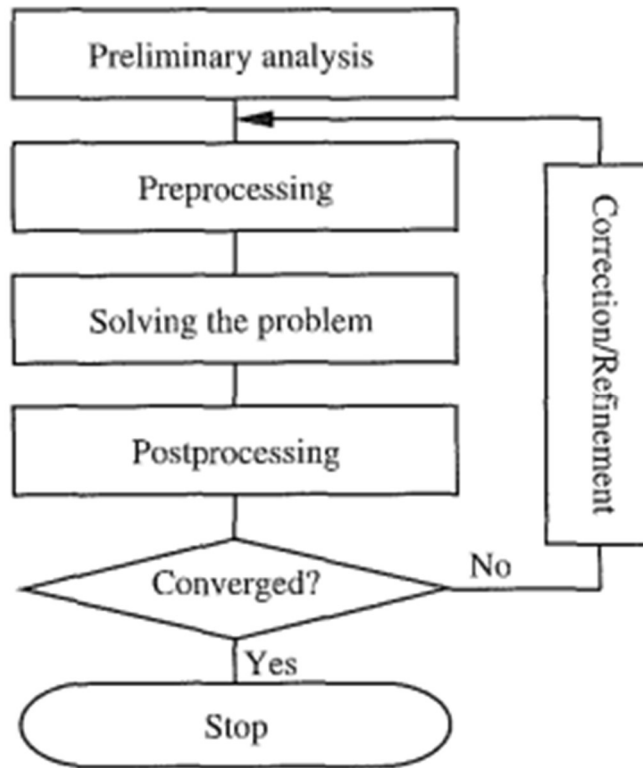 Preliminary analysis
Preprocessing
Solving the problem
Postprocessing
Converged?
No
Correction/Refinement
Yes
Stop